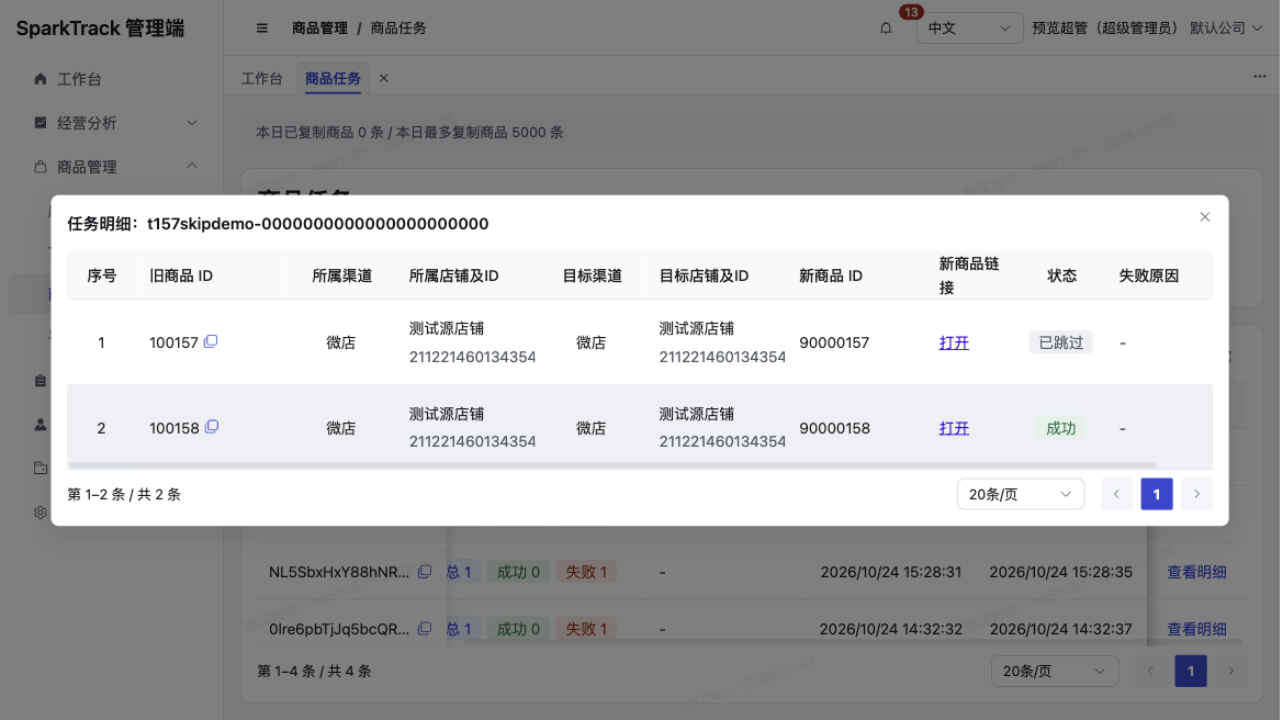 SparkTrack 管理端
商品管理 / 商品任务
13
中文
预览超管（超级管理员）
默认公司
工作台
经营分析
商品管理
工作台
商品任务
本日已复制商品 0 条 / 本日最多复制商品 5000 条
商品任务
任务明细：t157skipdemo-0000000000000000000000
序号 旧商品 ID 所属渠道 所属店铺及ID 目标渠道 目标店铺及ID 新商品 ID 新商品链接 状态 失败原因
1 100157 微店 测试源店铺 211221460134354 微店 测试源店铺 211221460134354 90000157 打开 已跳过 -
2 100158 微店 测试源店铺 211221460134354 微店 测试源店铺 211221460134354 90000158 打开 成功 -
第 1–2 条 / 共 2 条
20条/页
1
NL5SbxHxY88hNR... 总 1 成功 0 失败 1 - 2026/10/24 15:28:31 2026/10/24 15:28:35 查看明细
0Ire6pbTjJq5bcQR... 总 1 成功 0 失败 1 - 2026/10/24 14:32:32 2026/10/24 14:32:37 查看明细
第 1–4 条 / 共 4 条
20条/页
1